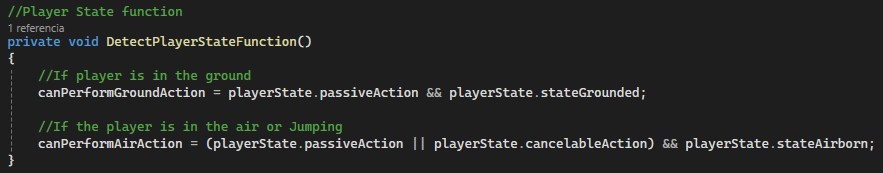 //Player State function
1 referencia
private void DetectPlayerStateFunction()
{
//If player is in the ground
canPerformGroundAction = playerState.passiveAction && playerState.stateGrounded;
//If the player is in the air or Jumping
canPerformAirAction = (playerState.passiveAction || playerState.cancelableAction) && playerState.stateAirborn;
}